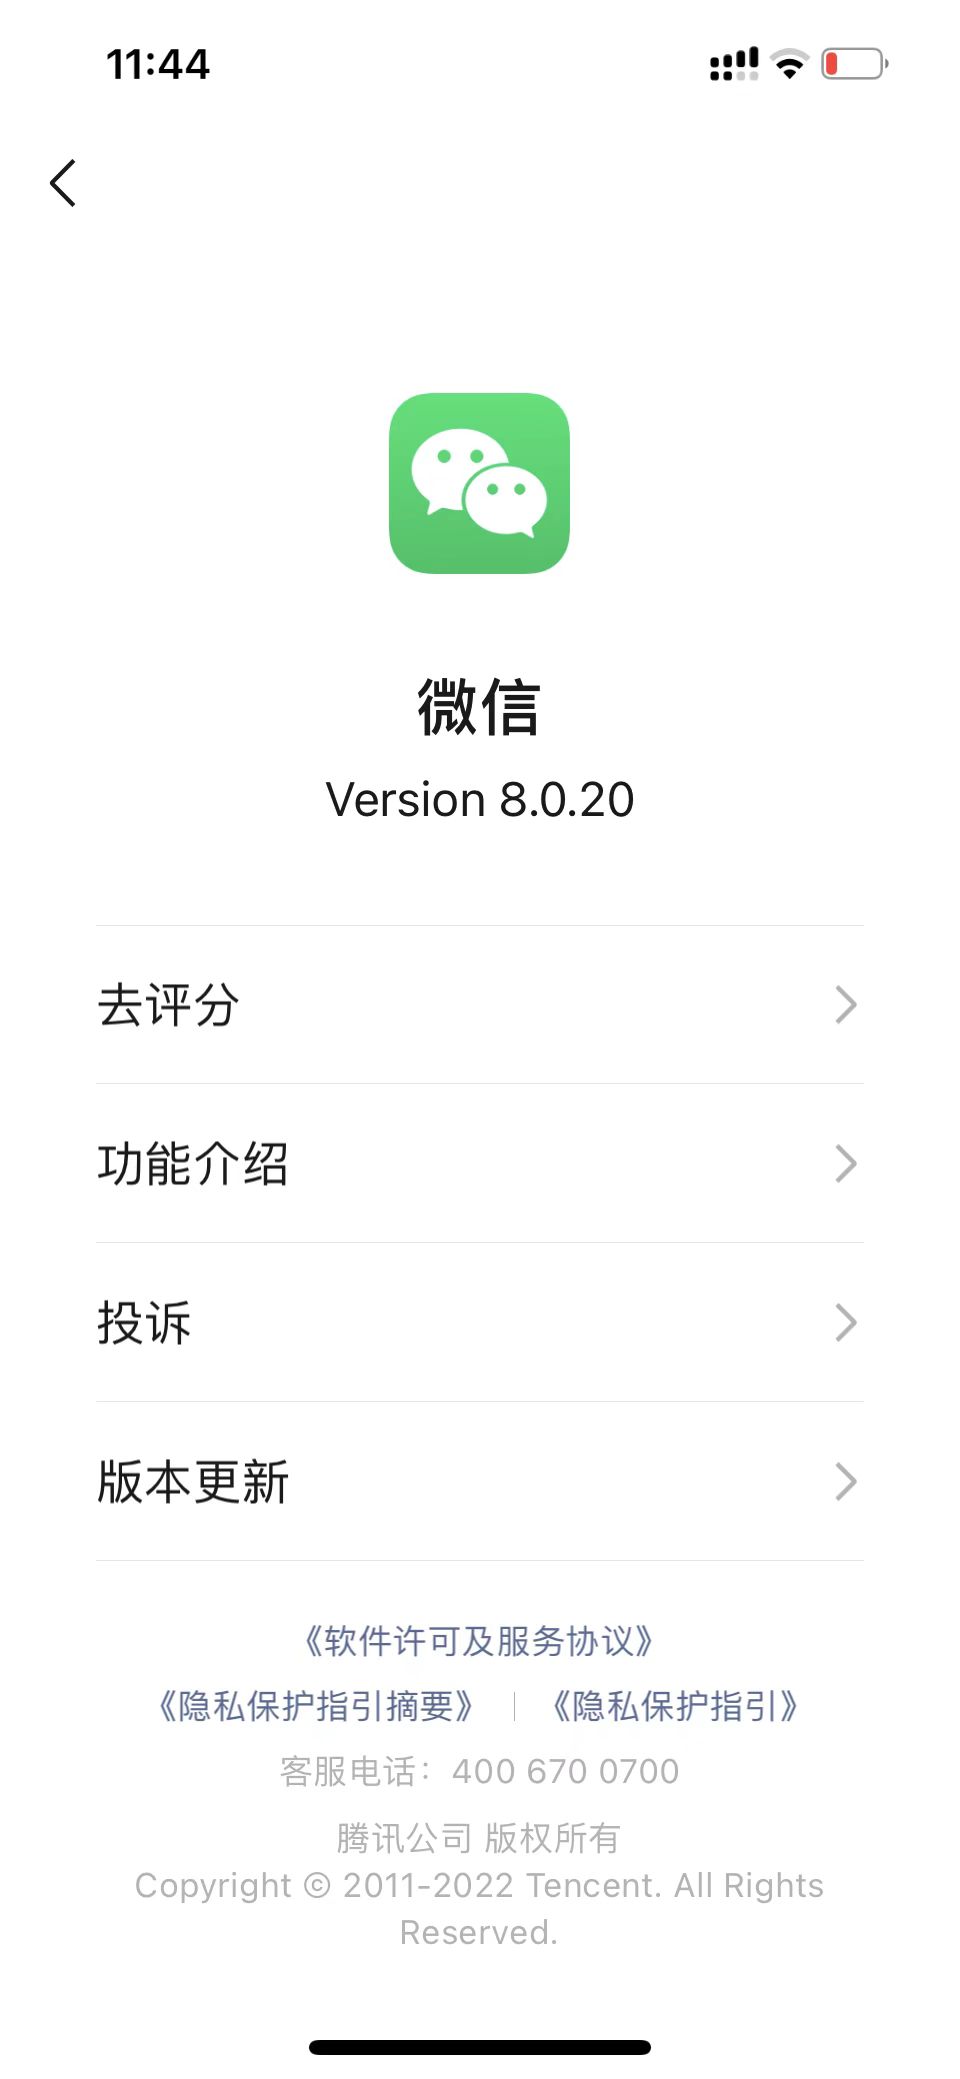 11:44
微信
Version 8.0.20
去评分
功能介绍
投诉
版本更新
《软件许可及服务协议》
《隐私保护指引摘要》 《隐私保护指引》
客服电话：400 670 0700
腾讯公司 版权所有
Copyright © 2011-2022 Tencent. All Rights
Reserved.